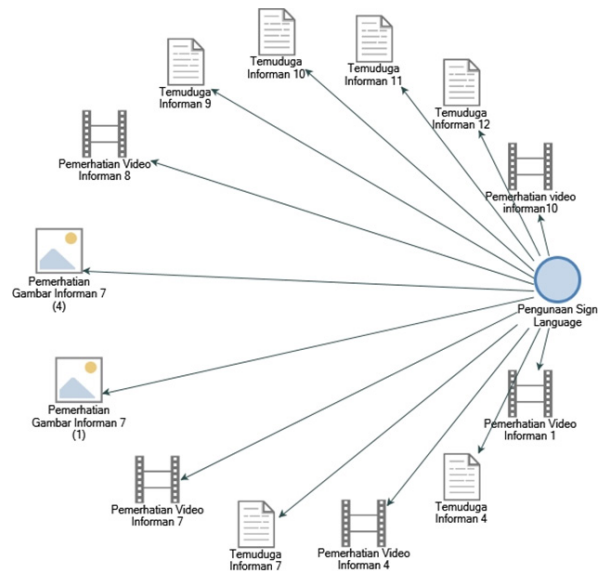 Temuduga
Informan 10
Temuduga
Informan 11
Temuduga
Informan 9
Temuduga
Informan 12
Pemerhatian Video
Informan 8
Pemerhatian video
informan10
Pemerhatian
Gambar Informan 7
(4)
Pengunaan Sign
Language
Pemerhatian
Gambar Informan 7
(1)
Pemerhatian Video
Informan 1
Pemerhatian Video
Informan 7
Temuduga
Informan 4
Temuduga
Informan 7
Pemerhatian Video
Informan 4